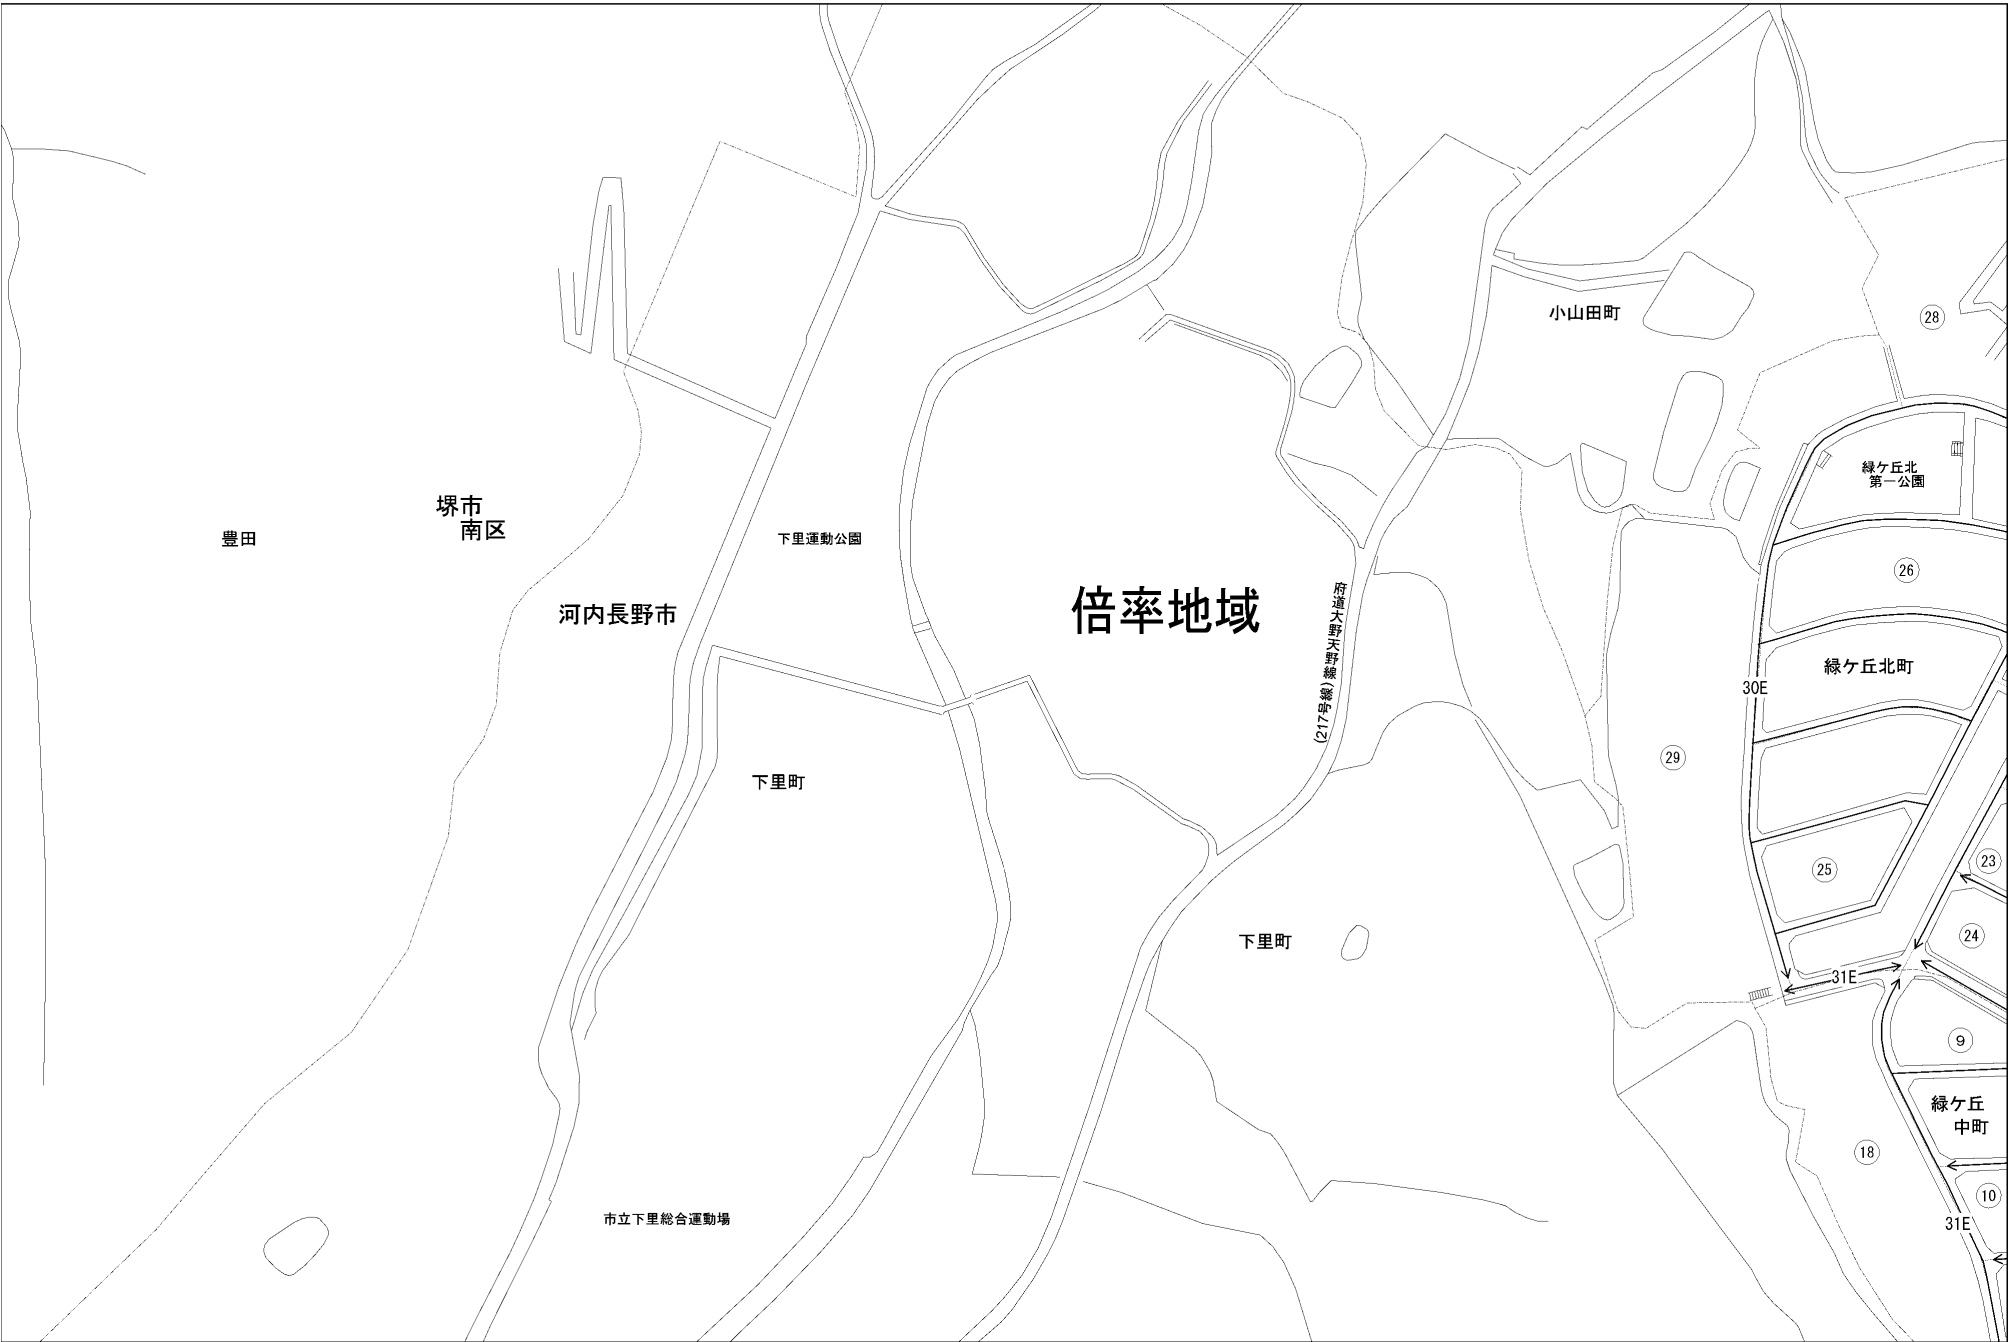 小山田町
28
緑ケ丘北
第一公園
堺市
南区
豊田
下里運動公園
26
倍率地域
府道大野天野線
(217号線)
河内長野市
緑ケ丘北町
30E
29
下里町
23
25
24
下里町
31E
9
緑ケ丘
中町
18
10
市立下里総合運動場
31E